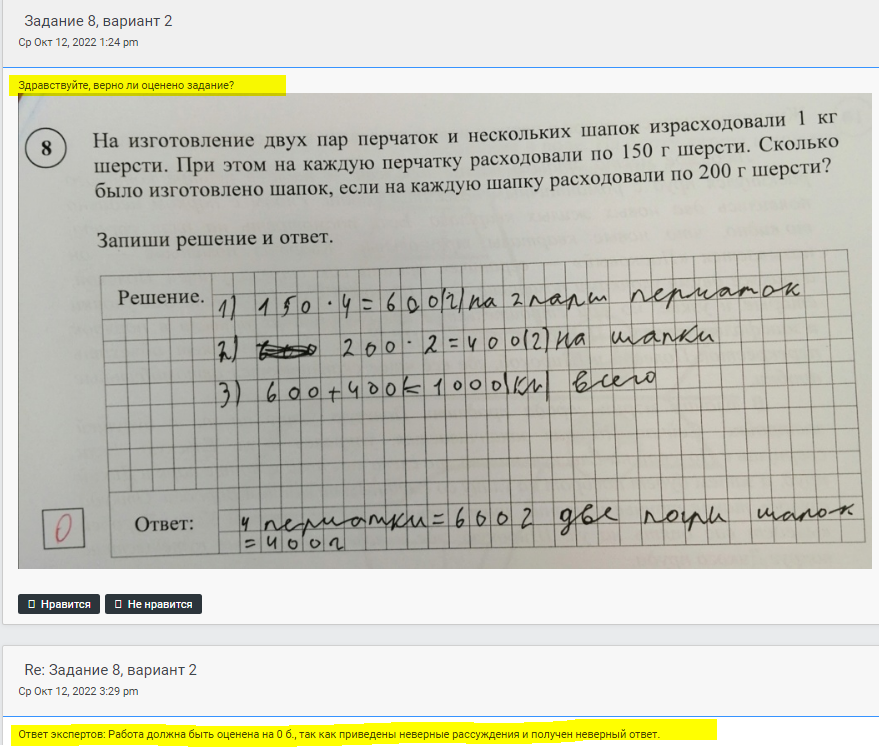 Задание 8, вариант 2
Ср Окт 12, 2022 1:24 pm
Здравствуйте, верно ли оценено задание?
8
На изготовление двух пар перчаток и нескольких шапок израсходовали 1 кг
шерсти. При этом на каждую перчатку расходовали по 150 г шерсти. Сколько
было изготовлено шапок, если на каждую шапку расходовали по 200 г шерсти?
Запиши решение и ответ.
Решение.
1) 150 · 4 = 600(г) на 2 пары перчаток
2) 200 · 2 = 400(г) на шапки
3) 600 + 400 = 1000(кг) всего
0
Ответ:
4 перчатки = 600 г две шапок
= 400 г
Нравится
Не нравится
Re: Задание 8, вариант 2
Ср Окт 12, 2022 3:29 pm
Ответ экспертов: Работа должна быть оценена на 0 б., так как приведены неверные рассуждения и получен неверный ответ.